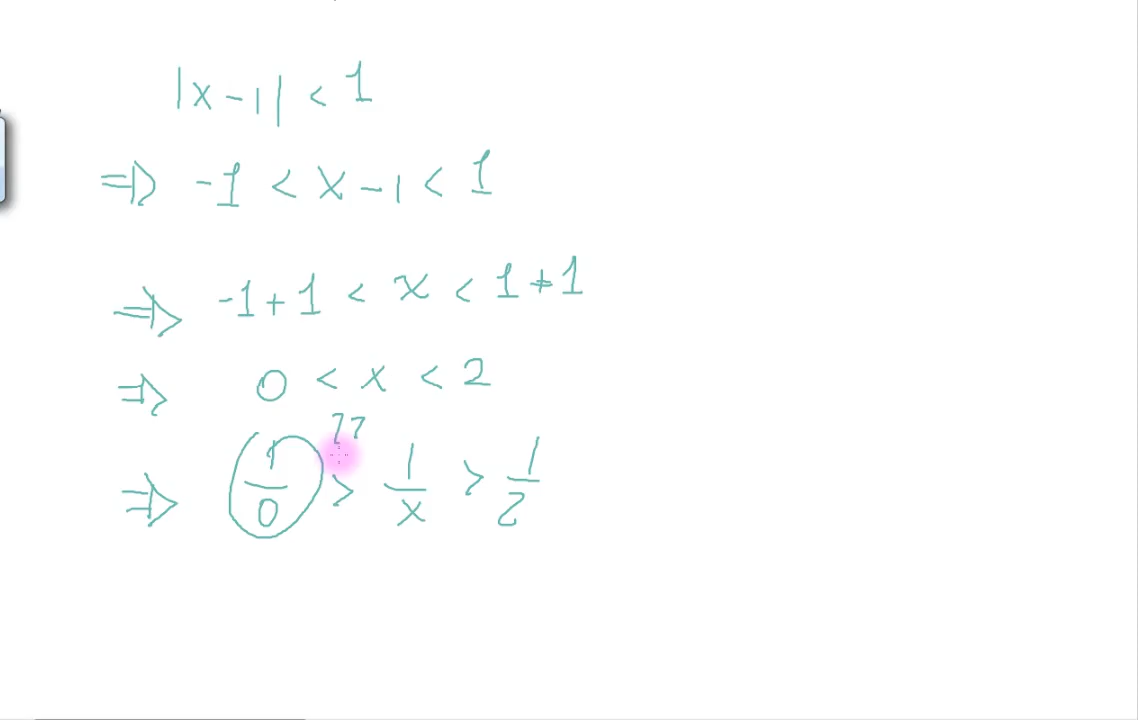 |x-1| < 1
⇒ -1 < x-1 < 1
⇒ -1+1 < x < 1+1
⇒ 0 < x < 2
??
⇒ 1/0 > 1/x > 1/2